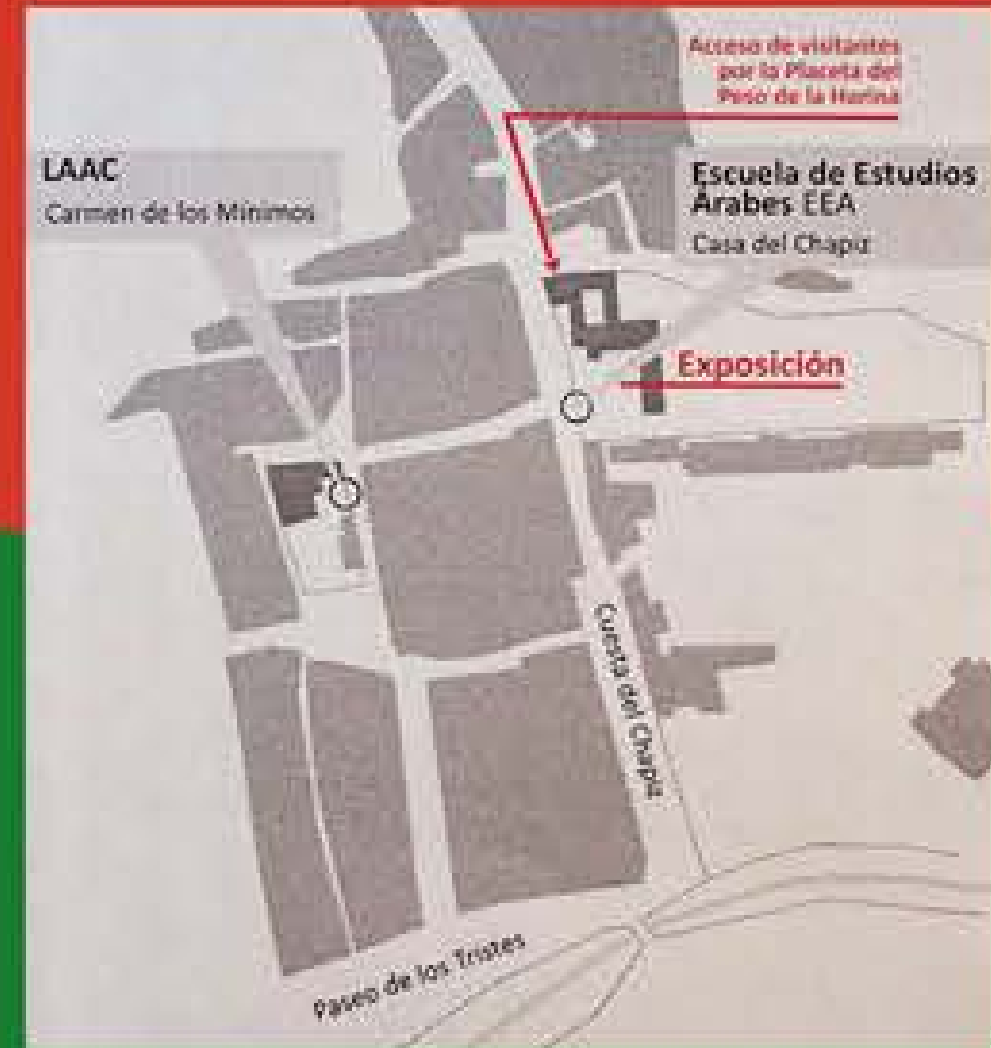 Acceso de visitantes
por la Placeta del
Peso de la Harina
LAAC
Carmen de los Mínimos
Escuela de Estudios
Árabes EEA
Casa del Chapiz
Exposición
Cuesta del Chapiz
Paseo de los Tristes